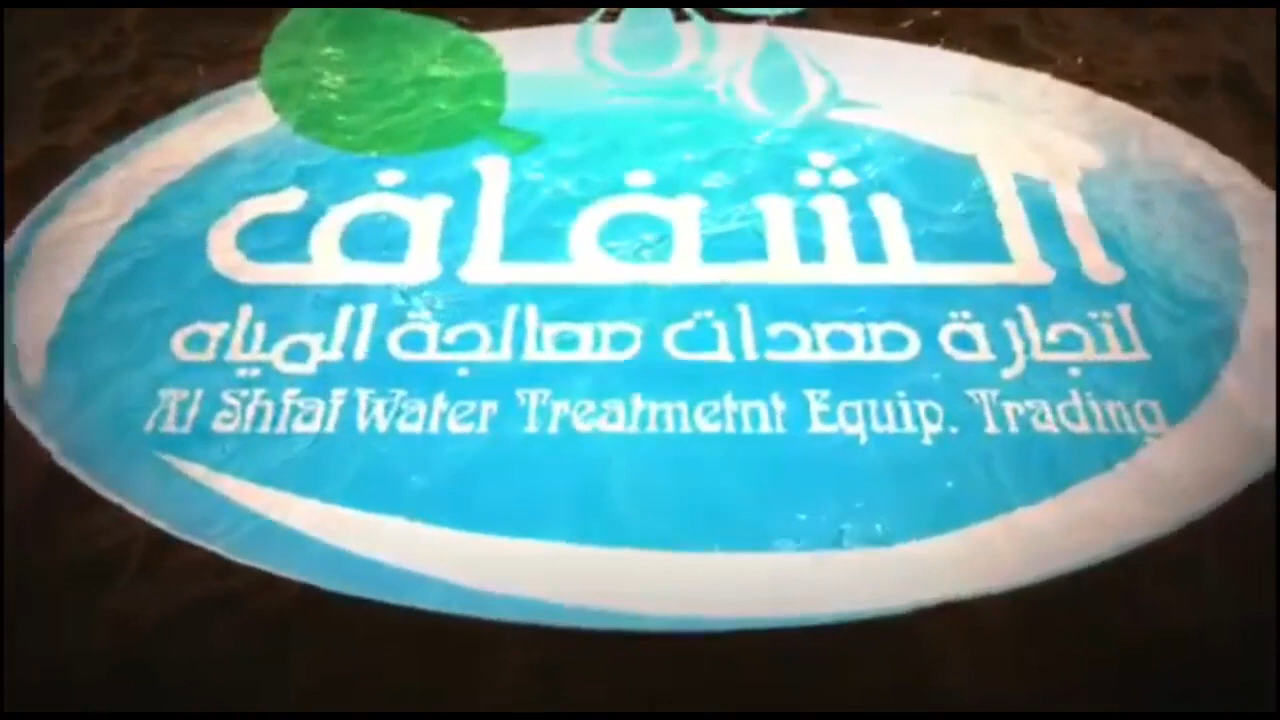 الشفاف
لتجارة معدات معالجة المياه
Al Shfaf Water Treatmetnt Equip. Trading